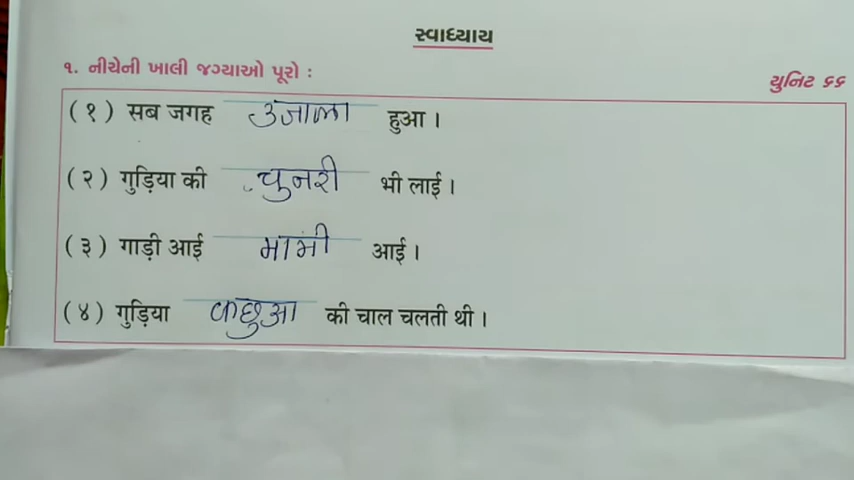 સ્વાધ્યાય
૧. નીચેની ખાલી જગ્યાઓ પૂરો :
યુનિટ ૬૬
(१) सब जगह उजाला हुआ ।
(२) गुड़िया की चुनरी भी लाई ।
(३) गाड़ी आई मामी आई ।
(४) गुड़िया कछुआ की चाल चलती थी ।